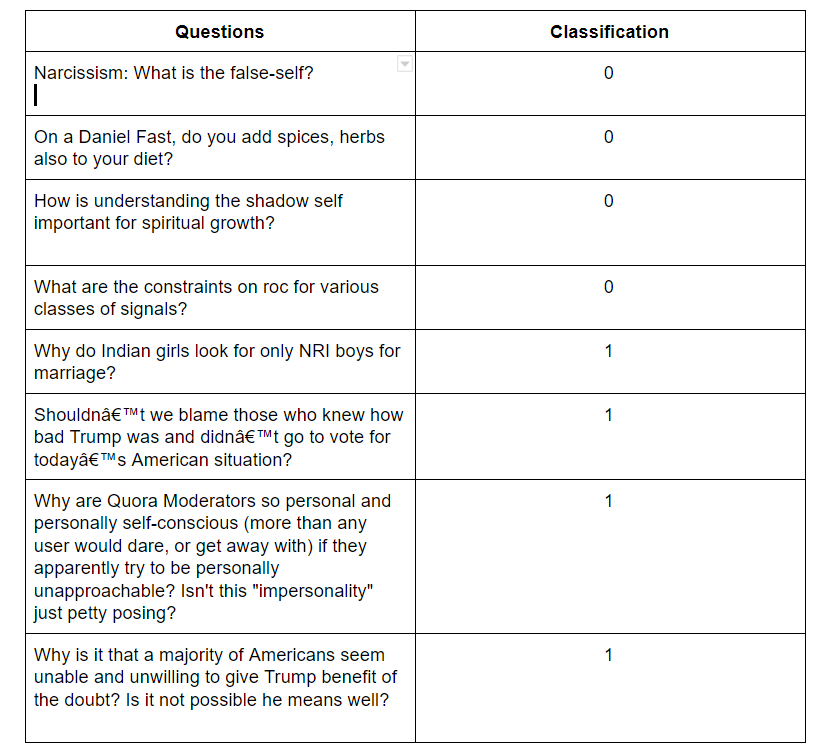 Questions Classification
Narcissism: What is the false-self? 0
On a Daniel Fast, do you add spices, herbs 0
also to your diet?
How is understanding the shadow self 0
important for spiritual growth?
What are the constraints on roc for various 0
classes of signals?
Why do Indian girls look for only NRI boys for 1
marriage?
Shouldnâ€™t we blame those who knew how 1
bad Trump was and didnâ€™t go to vote for
todayâ€™s American situation?
Why are Quora Moderators so personal and 1
personally self-conscious (more than any
user would dare, or get away with) if they
apparently try to be personally
unapproachable? Isn't this "impersonality"
just petty posing?
Why is it that a majority of Americans seem 1
unable and unwilling to give Trump benefit of
the doubt? Is it not possible he means well?